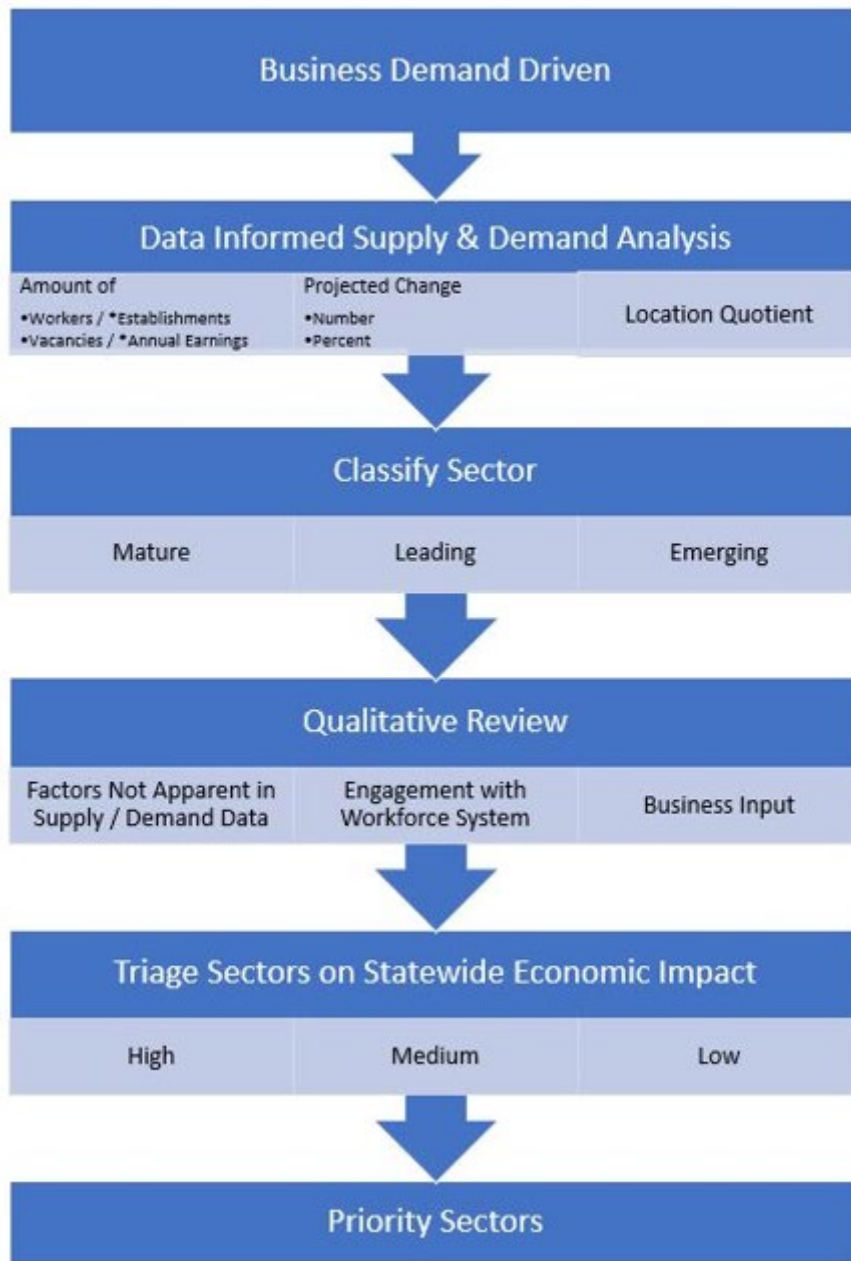 Business Demand Driven
Data Informed Supply & Demand Analysis
Amount of
•Workers / *Establishments
•Vacancies / *Annual Earnings
Projected Change
•Number
•Percent
Location Quotient
Classify Sector
Mature
Leading
Emerging
Qualitative Review
Factors Not Apparent in
Supply / Demand Data
Engagement with
Workforce System
Business Input
Triage Sectors on Statewide Economic Impact
High
Medium
Low
Priority Sectors